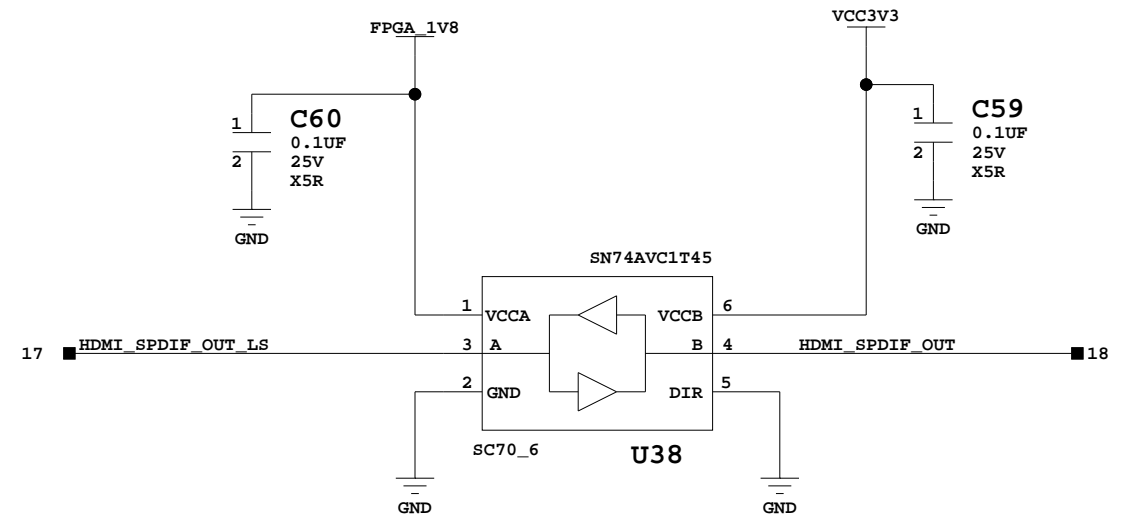 FPGA_1V8
VCC3V3
1
C60
0.1UF
2
25V
X5R
GND
1
C59
0.1UF
2
25V
X5R
GND
SN74AVC1T45
1
VCCA
VCCB
6
17
HDMI_SPDIF_OUT_LS
3
A
B
4
HDMI_SPDIF_OUT
18
2
GND
DIR
5
SC70_6
U38
GND
GND